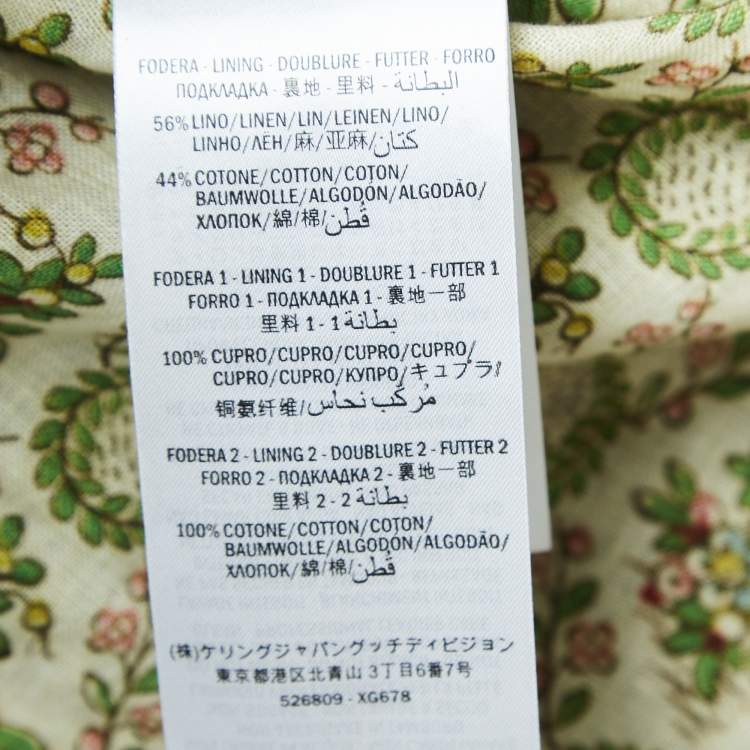 FODERA - LINING - DOUBLURE - FUTTER - FORRO
ПОДКЛАДКА - 裏地 - 里料 - البطانة
56% LINO/LINEN/LIN/LEINEN/LINO/
LINHO/ЛЁН/麻/亚麻/كتان
44% COTONE/COTTON/COTON/
BAUMWOLLE/ALGODÓN/ALGODÃO/
ХЛОПОК/綿/棉/قُطن
FODERA 1 - LINING 1 - DOUBLURE 1 - FUTTER 1
FORRO 1 - ПОДКЛАДКА 1 - 裏地一部
里料 1 - 1 بطانة
100% CUPRO/CUPRO/CUPRO/CUPRO/
CUPRO/CUPRO/КУПРО/キュプラ/
铜氨纤维/مُركّب نحاس
FODERA 2 - LINING 2 - DOUBLURE 2 - FUTTER 2
FORRO 2 - ПОДКЛАДКА 2 - 裏地一部
里料 2 - 2 بطانة
100% COTONE/COTTON/COTON/
BAUMWOLLE/ALGODÓN/ALGODÃO/
ХЛОПОК/綿/棉/قُطن
(株)ケリングジャパングッチディビジョン
東京都港区北青山 3丁目6番7号
526809 - XG678